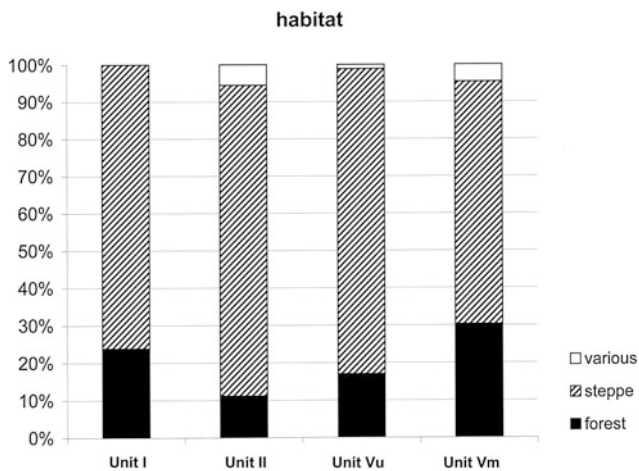 habitat
100%
90%
80%
70%
60%
50%
40%
30%
20%
10%
0%
various
steppe
forest
Unit I Unit II Unit Vu Unit Vm